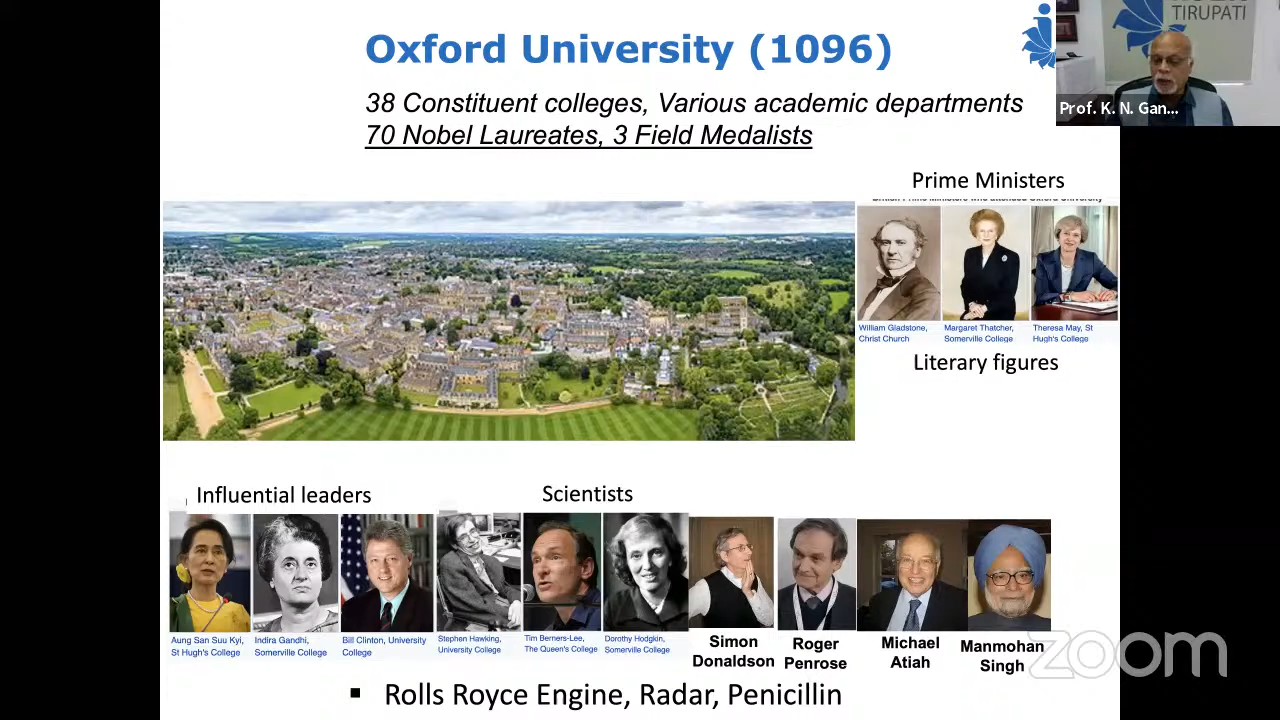 Oxford University (1096)
TIRUPATI
Prof. K. N. Gan...
38 Constituent colleges, Various academic departments
70 Nobel Laureates, 3 Field Medalists
Prime Ministers
British Prime Ministers who attended Oxford University
William Gladstone,
Christ Church
Margaret Thatcher,
Somerville College
Theresa May, St
Hugh's College
Literary figures
Influential leaders
Scientists
Aung San Suu Kyi,
St Hugh's College
Indira Gandhi,
Somerville College
Bill Clinton, University
College
Stephen Hawking,
University College
Tim Berners-Lee,
The Queen's College
Dorothy Hodgkin,
Somerville College
Simon
Donaldson
Roger
Penrose
Michael
Atiah
Manmohan
Singh
zoom
▪ Rolls Royce Engine, Radar, Penicillin